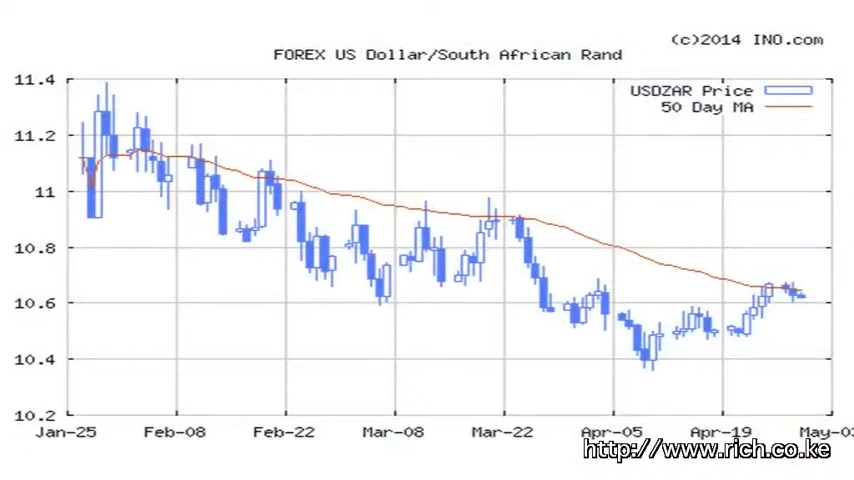 (c)2014 INO.com
FOREX US Dollar/South African Rand
USDZAR Price
50 Day MA
11.4
11.2
11
10.8
10.6
10.4
10.2
Jan-25 Feb-08 Feb-22 Mar-08 Mar-22 Apr-05 Apr-19 May-03
http://www.rich.co.ke